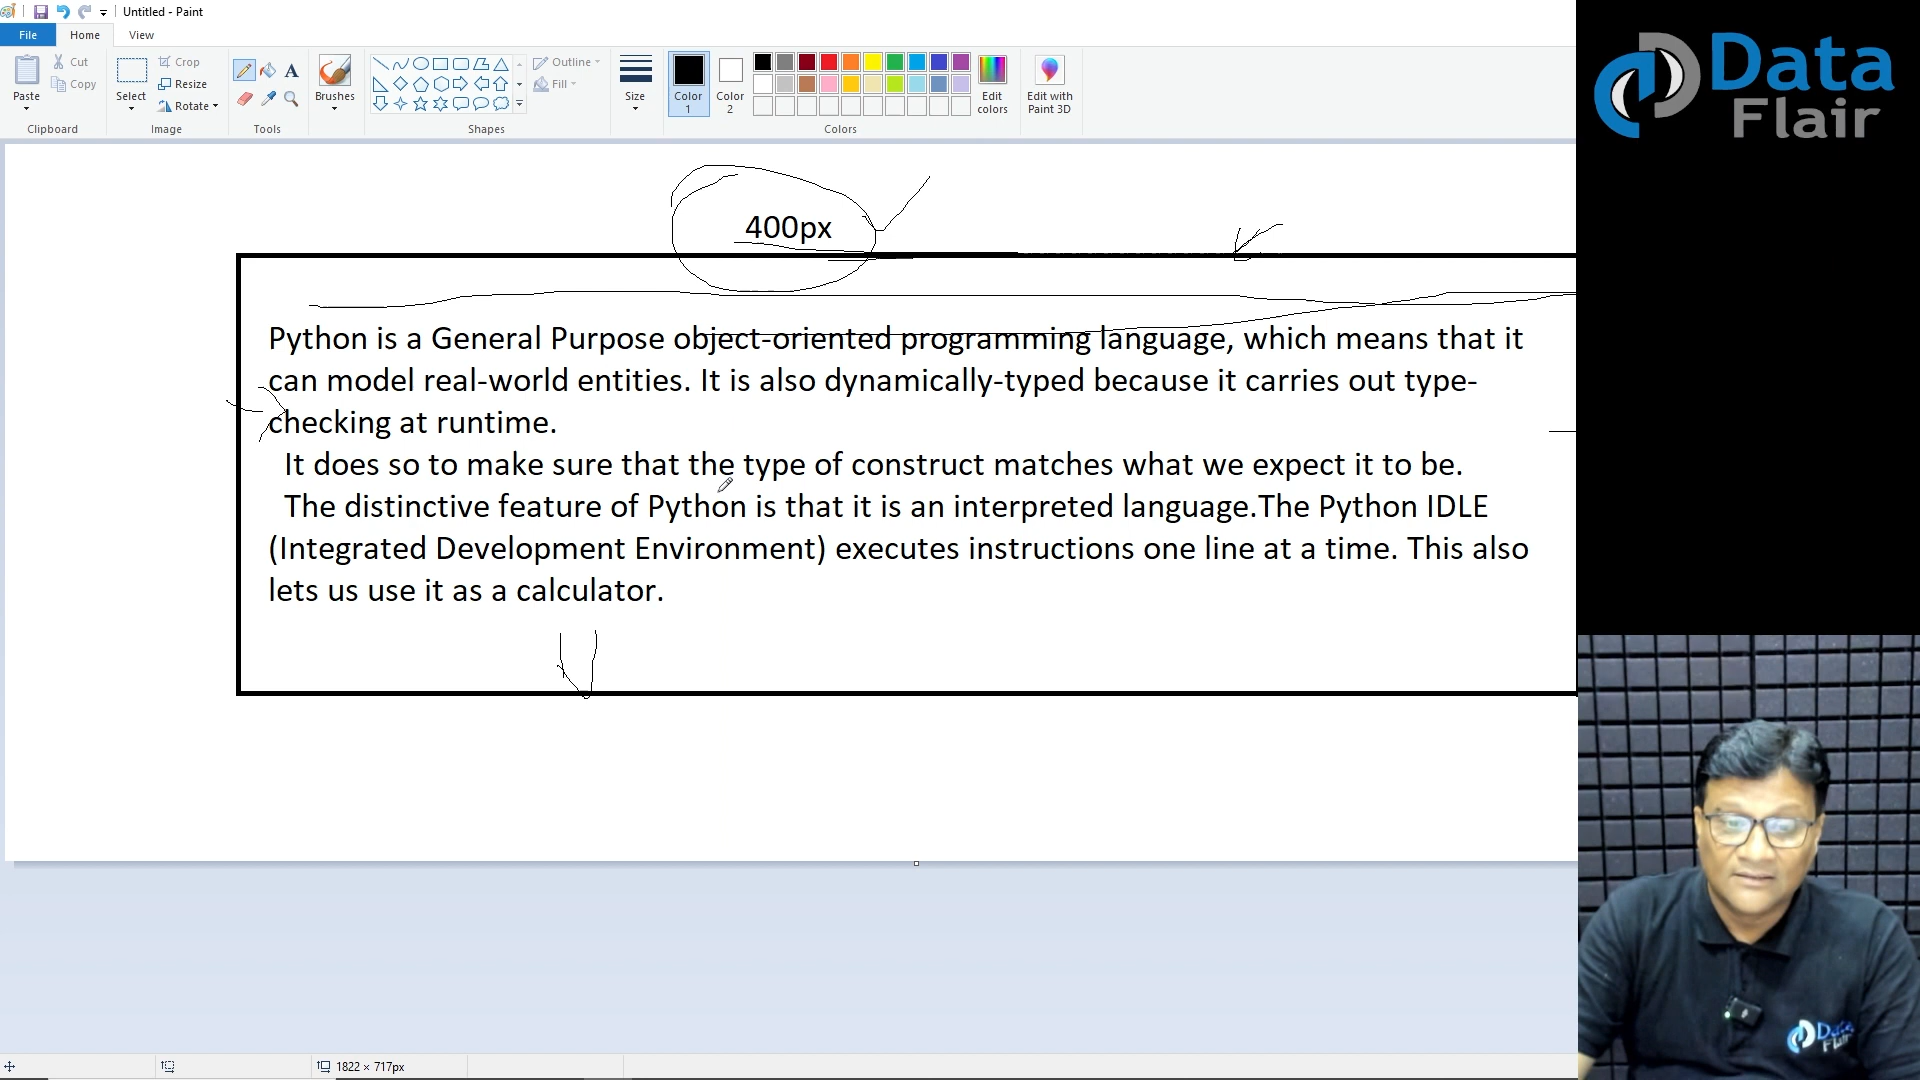 Untitled - Paint
File Home View
Paste
Cut
Copy
Clipboard
Select
Crop
Resize
Rotate
Image
Tools
Brushes
Shapes
Outline
Fill
Size
Color 1
Color 2
Edit colors
Colors
Edit with Paint 3D
Data
Flair
400px
Python is a General Purpose object-oriented programming language, which means that it
can model real-world entities. It is also dynamically-typed because it carries out type-
checking at runtime.
It does so to make sure that the type of construct matches what we expect it to be.
The distinctive feature of Python is that it is an interpreted language.The Python IDLE
(Integrated Development Environment) executes instructions one line at a time. This also
lets us use it as a calculator.
1822 × 717px
Data
Flair